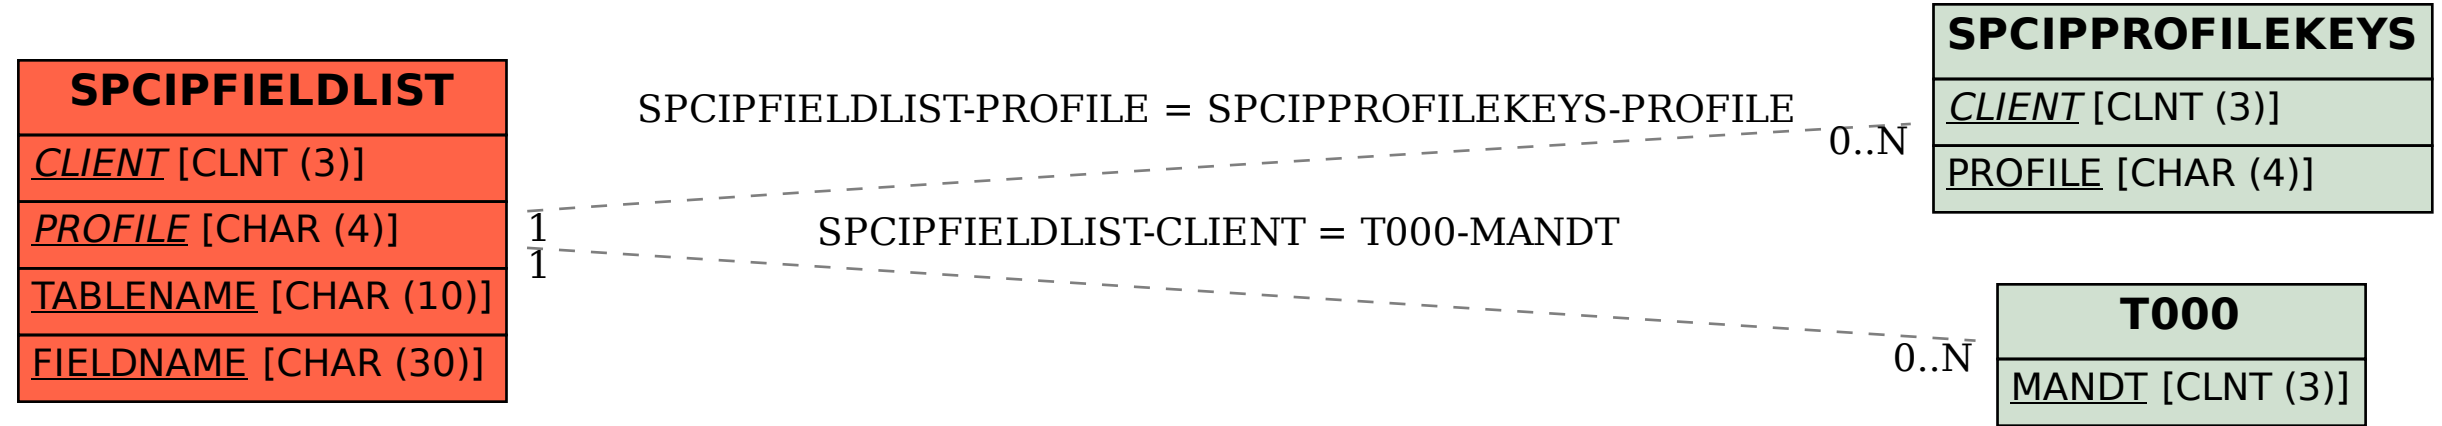 SPCIPFIELDLIST
CLIENT [CLNT (3)]
PROFILE [CHAR (4)]
TABLENAME [CHAR (10)]
FIELDNAME [CHAR (30)]
SPCIPFIELDLIST-PROFILE = SPCIPPROFILEKEYS-PROFILE
0..N
1
SPCIPFIELDLIST-CLIENT = T000-MANDT
1
0..N
SPCIPPROFILEKEYS
CLIENT [CLNT (3)]
PROFILE [CHAR (4)]
T000
MANDT [CLNT (3)]